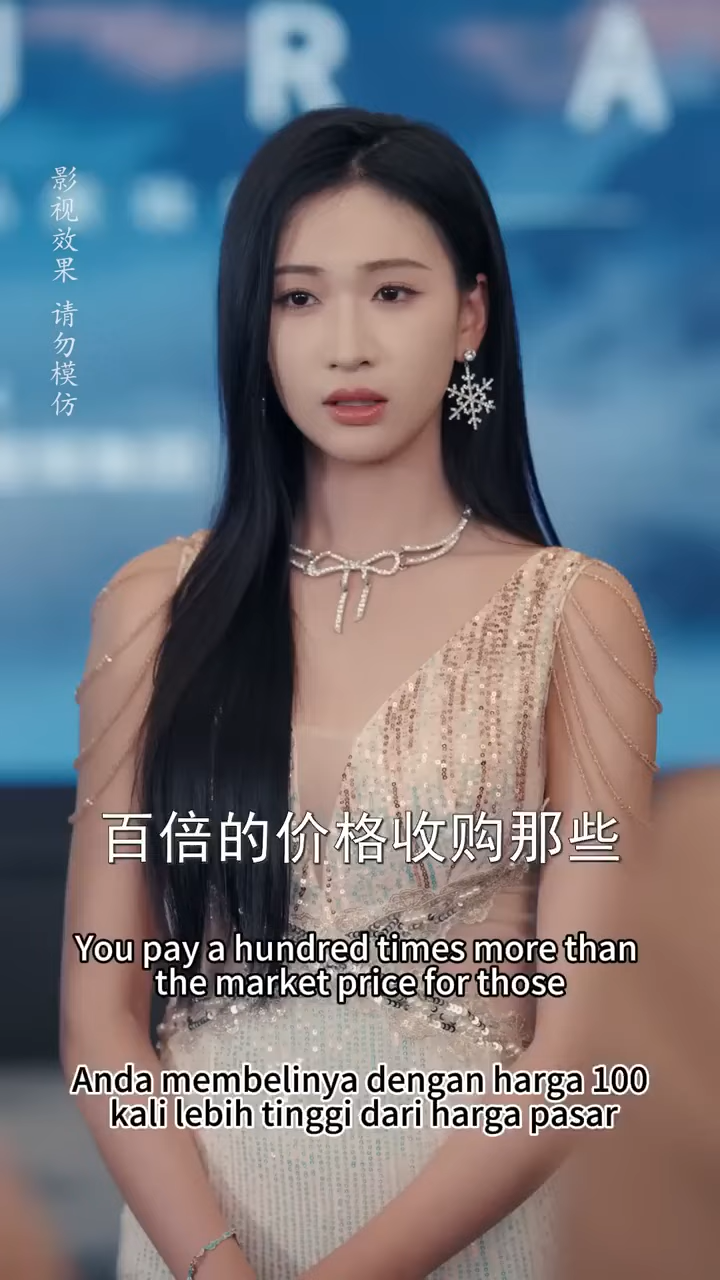 U R A
影视效果 请勿模仿
百倍的价格收购那些
You pay a hundred times more than
the market price for those
Anda membelinya dengan harga 100
kali lebih tinggi dari harga pasar